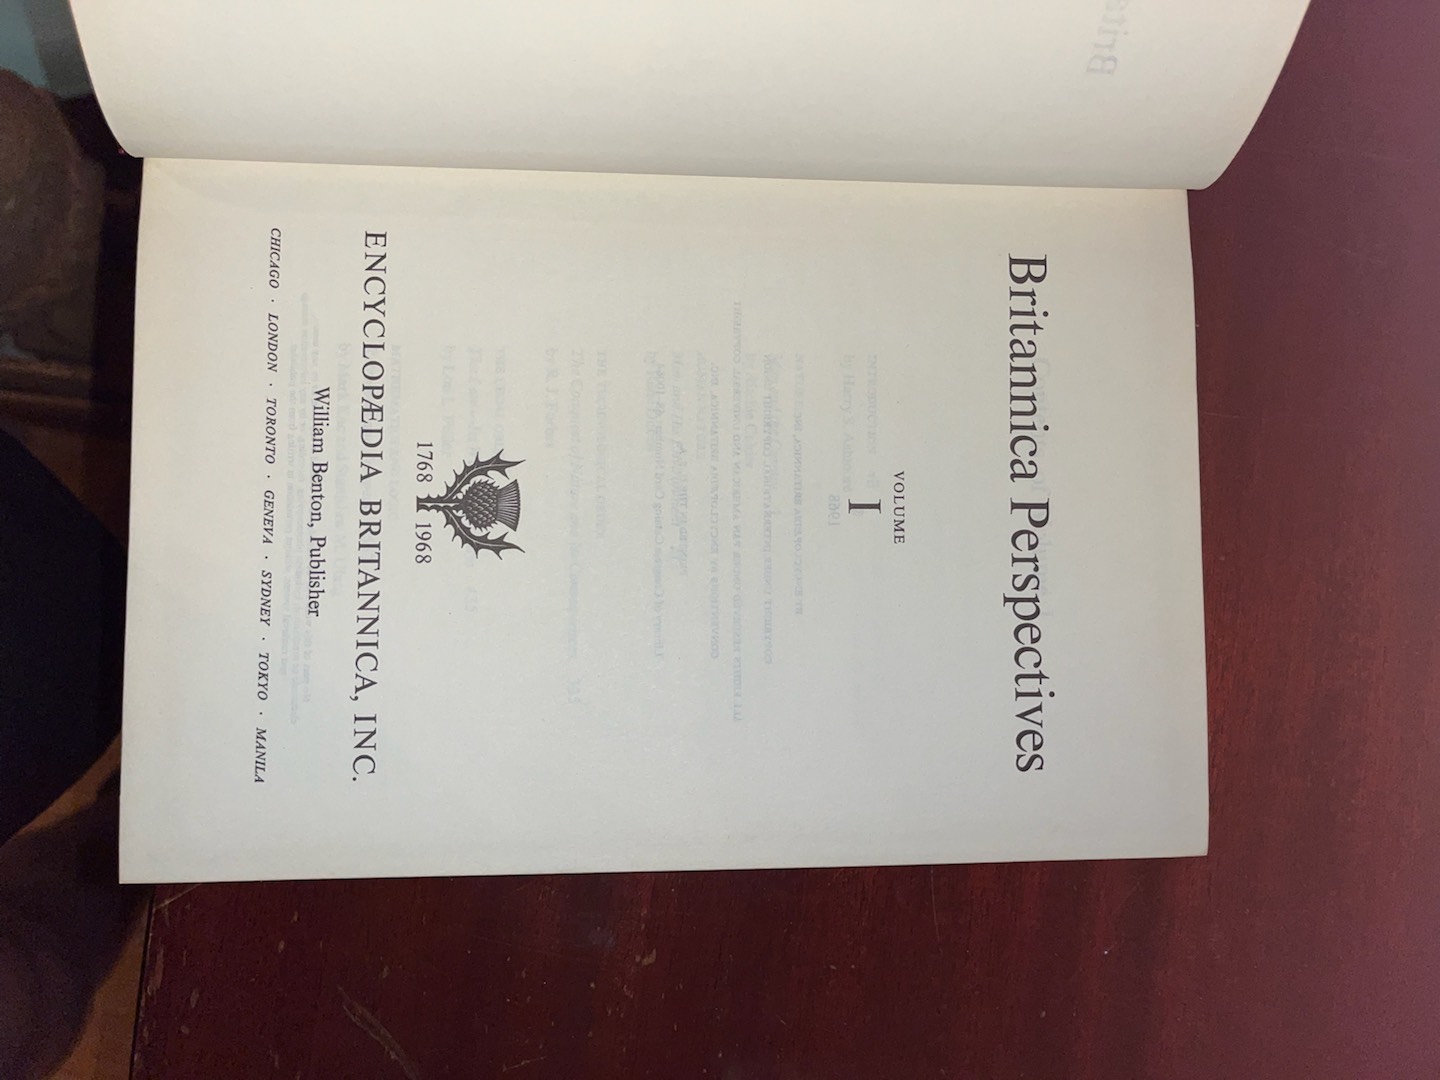 Britannica Perspectives
VOLUME
I
1768 1968
ENCYCLOPÆDIA BRITANNICA, INC.
William Benton, Publisher
CHICAGO · LONDON · TORONTO · GENEVA · SYDNEY · TOKYO · MANILA